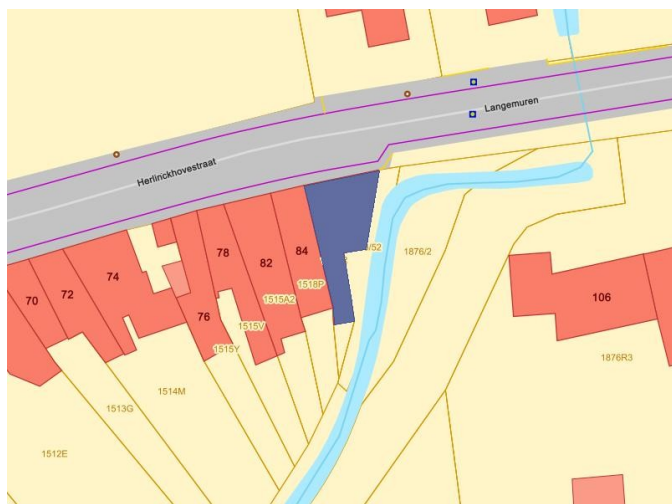 Langemuren
Herlinckhovestraat
70
72
74
76
78
82
84
/52
1876/2
1518P
1515A2
1515V
1515Y
1514M
1513G
1512E
106
1876R3